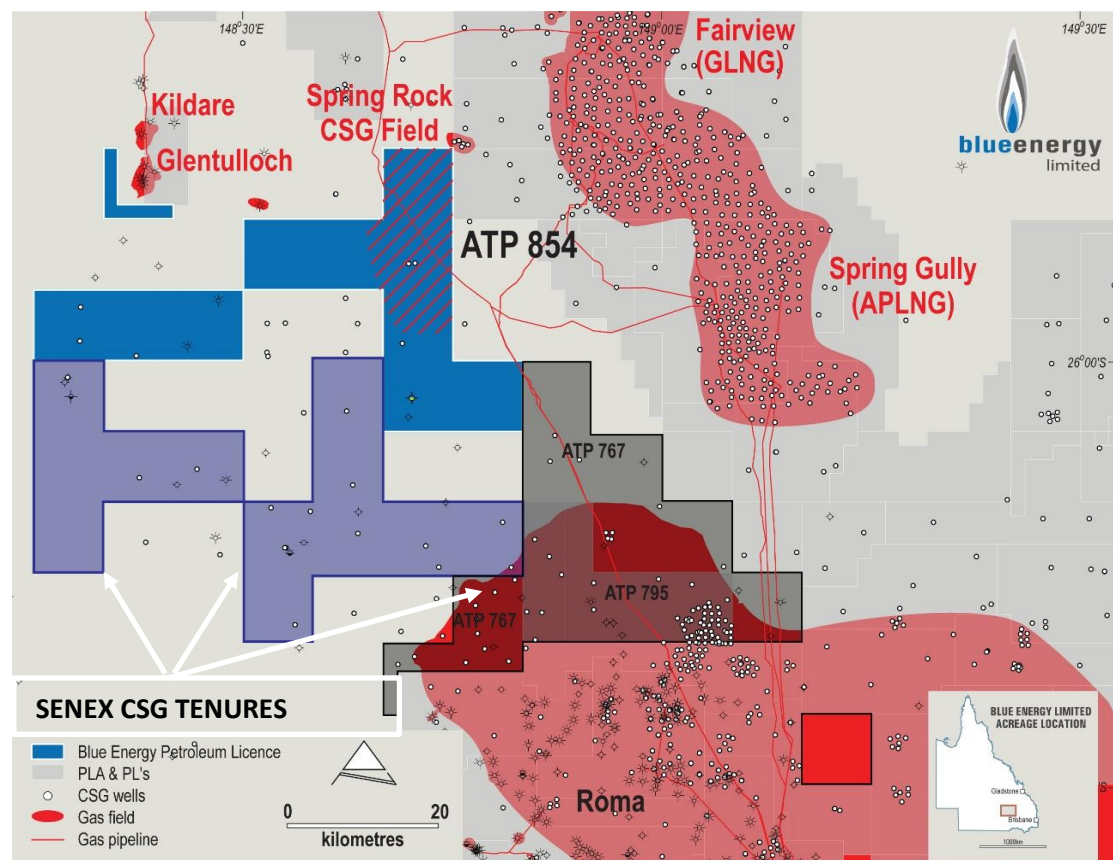 148°30'E
149°00'E
149°30'E
Fairview
(GLNG)
blueenergy
limited
Kildare
Spring Rock
CSG Field
Glentulloch
ATP 854
Spring Gully
(APLNG)
26°00'S
ATP 767
ATP 795
ATP 767
SENEX CSG TENURES
Blue Energy Petroleum Licence
PLA & PL's
CSG wells
Gas field
Gas pipeline
0 20
kilometres
Roma
BLUE ENERGY LIMITED
ACREAGE LOCATION
Gladstone
Brisbane
1000km